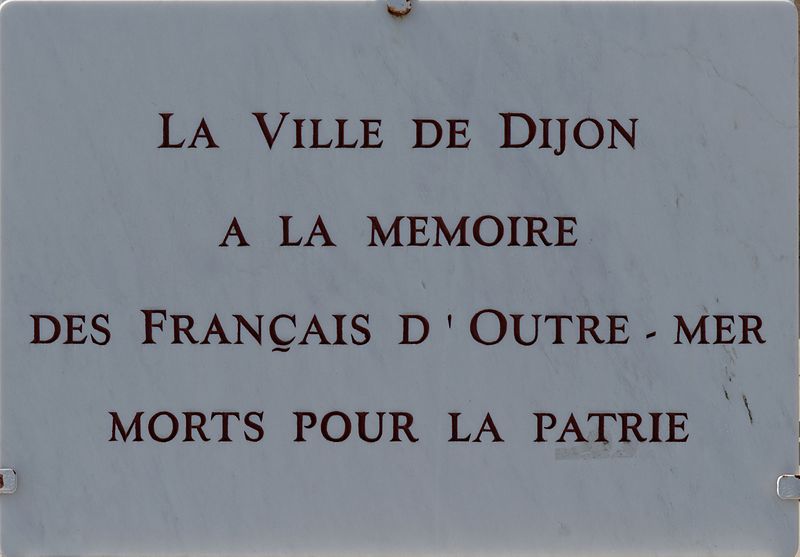 La Ville de Dijon
A LA MEMOIRE
DES FRANÇAIS D'OUTRE-MER
MORTS POUR LA PATRIE